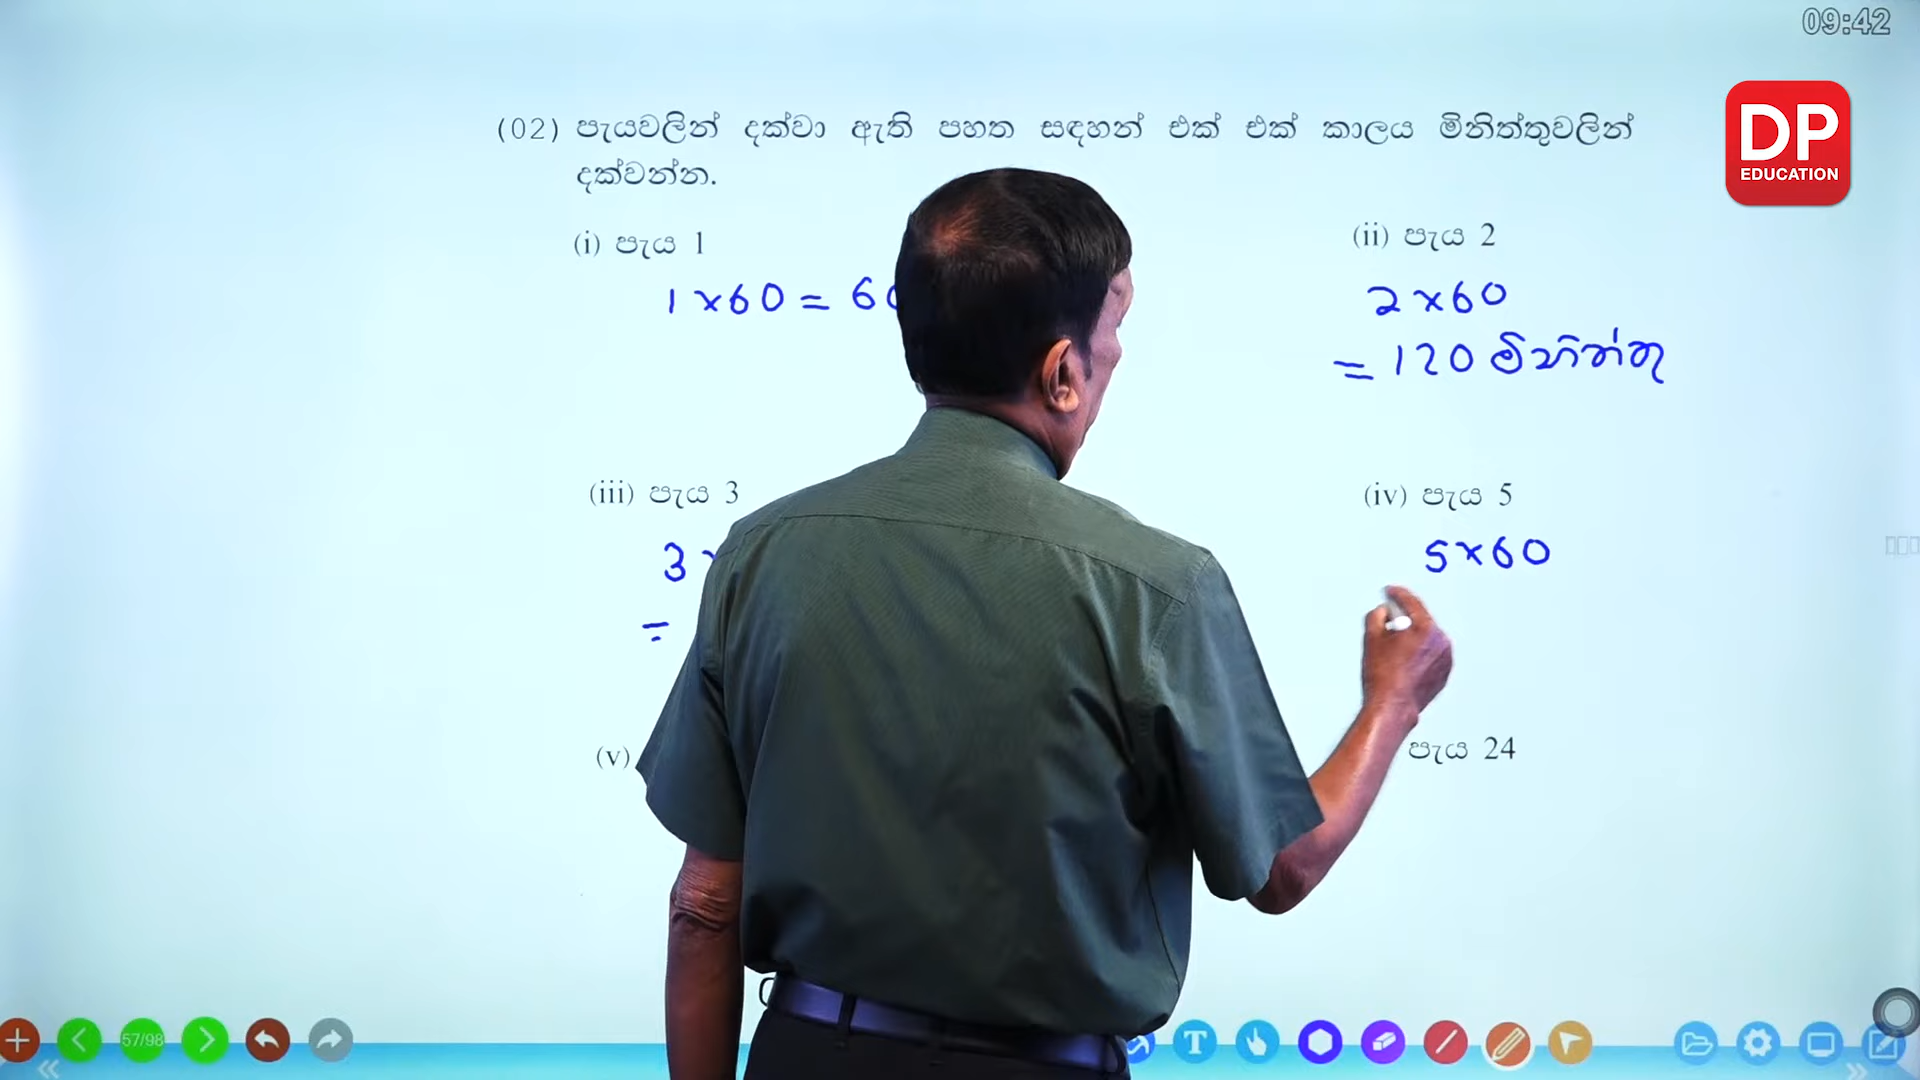 09:42
DP
EDUCATION
(02) පැයවලින් දක්වා ඇති පහත සඳහන් එක් එක් කාලය මිනිත්තුවලින්
දක්වන්න.
(i) පැය 1
(ii) පැය 2
1 × 60 = 60
2 × 60
= 120 මිනිත්තු
(iii) පැය 3
(iv) පැය 5
3
5 × 60
=
(v)
පැය 24
57/98
T